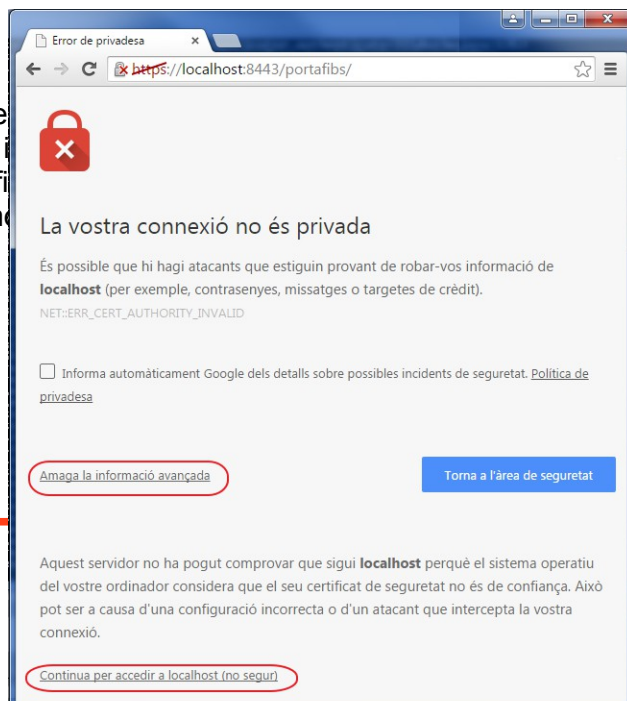 Error de privadesa
https://localhost:8443/portafibs/
La vostra connexió no és privada
És possible que hi hagi atacants que estiguin provant de robar-vos informació de
localhost (per exemple, contrasenyes, missatges o targetes de crèdit).
NET::ERR_CERT_AUTHORITY_INVALID
Informa automàticament Google dels detalls sobre possibles incidents de seguretat. Política de
privadesa
Amaga la informació avançada
Torna a l'àrea de seguretat
Aquest servidor no ha pogut comprovar que sigui localhost perquè el sistema operatiu
del vostre ordinador considera que el seu certificat de seguretat no és de confiança. Això
pot ser a causa d'una configuració incorrecta o d'un atacant que intercepta la vostra
connexió.
Continua per accedir a localhost (no segur)